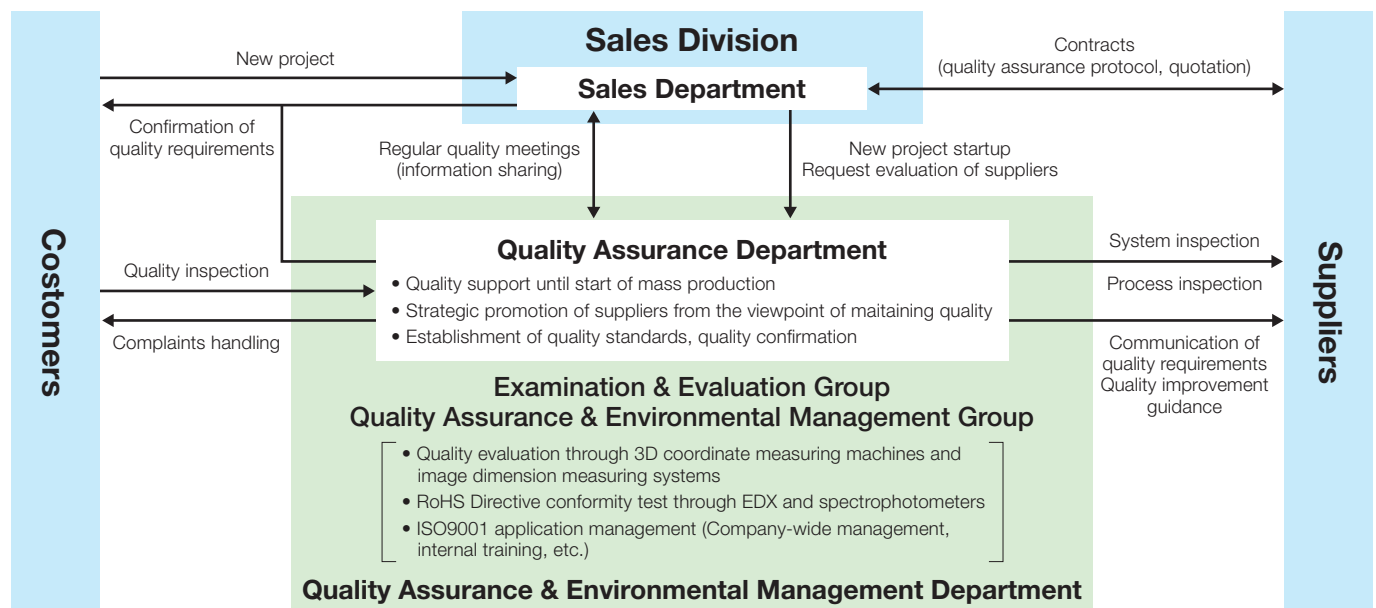 Sales Division
Sales Department
New project
Confirmation of
quality requirements
Contracts
(quality assurance protocol, quotation)
Regular quality meetings
(information sharing)
New project startup
Request evaluation of suppliers
Costomers
Suppliers
Quality inspection
Complaints handling
Quality Assurance Department
• Quality support until start of mass production
• Strategic promotion of suppliers from the viewpoint of maitaining quality
• Establishment of quality standards, quality confirmation
System inspection
Process inspection
Communication of
quality requirements
Quality improvement
guidance
Examination & Evaluation Group
Quality Assurance & Environmental Management Group
• Quality evaluation through 3D coordinate measuring machines and
image dimension measuring systems
• RoHS Directive conformity test through EDX and spectrophotometers
• ISO9001 application management (Company-wide management,
internal training, etc.)
Quality Assurance & Environmental Management Department